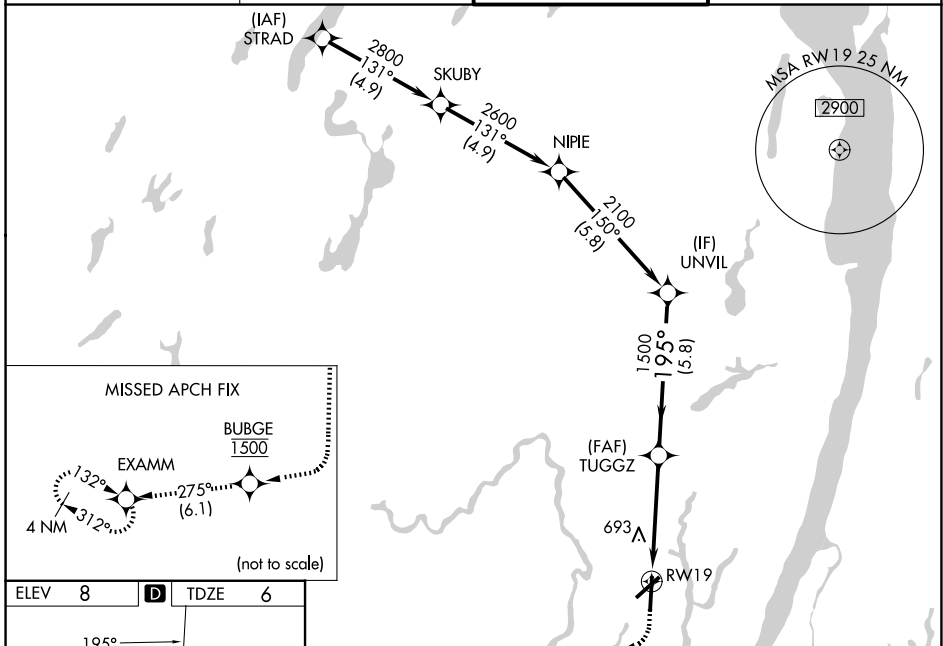 (IAF)
STRAD
2800
131°
(4.9)
SKUBY
2600
131°
(4.9)
NIPIE
2100
150°
(5.8)
(IF)
UNVIL
MSA RW19 25 NM
2900
1500
195°
(5.8)
(FAF)
TUGGZ
693
RW19
MISSED APCH FIX
BUBGE
1500
EXAMM
132°
312°
4 NM
275°
(6.1)
(not to scale)
ELEV 8 D TDZE 6
195°